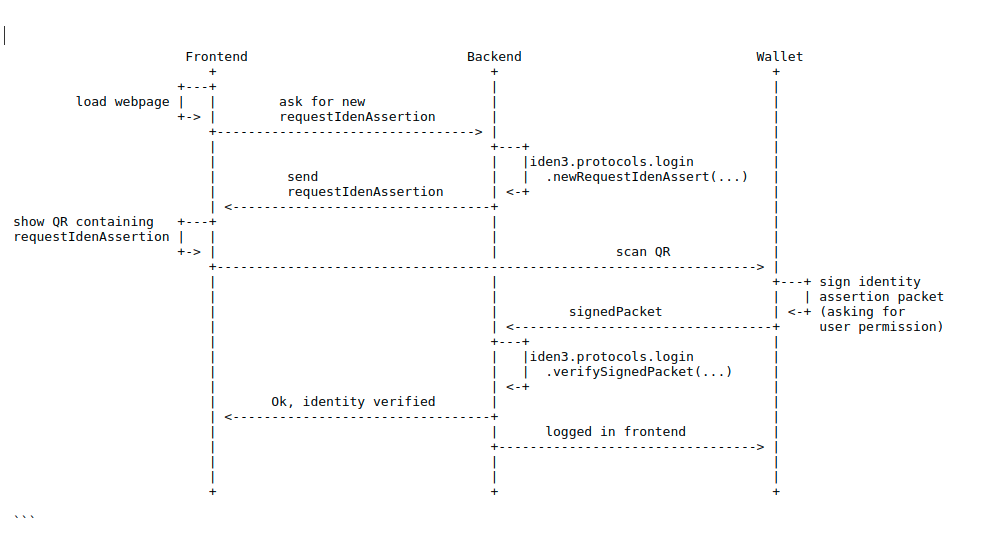 Frontend Backend Wallet
load webpage ask for new
requestIdenAssertion
iden3.protocols.login
send .newRequestIdenAssert(...)
requestIdenAssertion
show QR containing
requestIdenAssertion
scan QR
sign identity
assertion packet
signedPacket (asking for
user permission)
iden3.protocols.login
.verifySignedPacket(...)
Ok, identity verified
logged in frontend
```